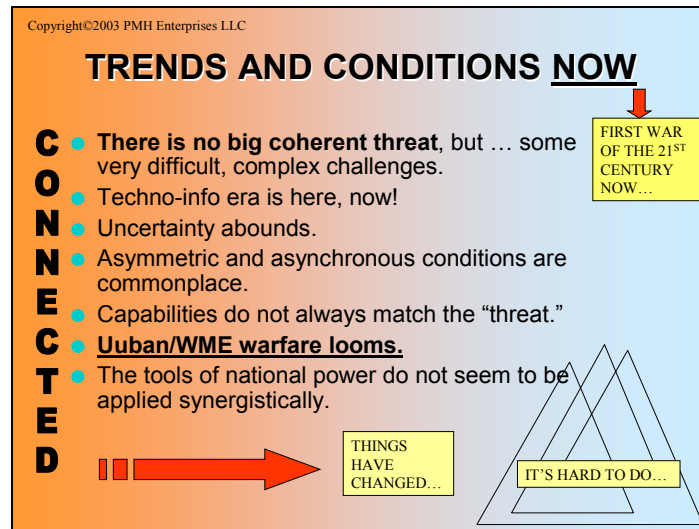 Copyright©2003 PMH Enterprises LLC
TRENDS AND CONDITIONS NOW
CONNECTED
There is no big coherent threat, but … some
very difficult, complex challenges.
Techno-info era is here, now!
Uncertainty abounds.
Asymmetric and asynchronous conditions are
commonplace.
Capabilities do not always match the “threat.”
Uuban/WME warfare looms.
The tools of national power do not seem to be
applied synergistically.
FIRST WAR
OF THE 21ST
CENTURY
NOW…
THINGS
HAVE
CHANGED…
IT’S HARD TO DO…